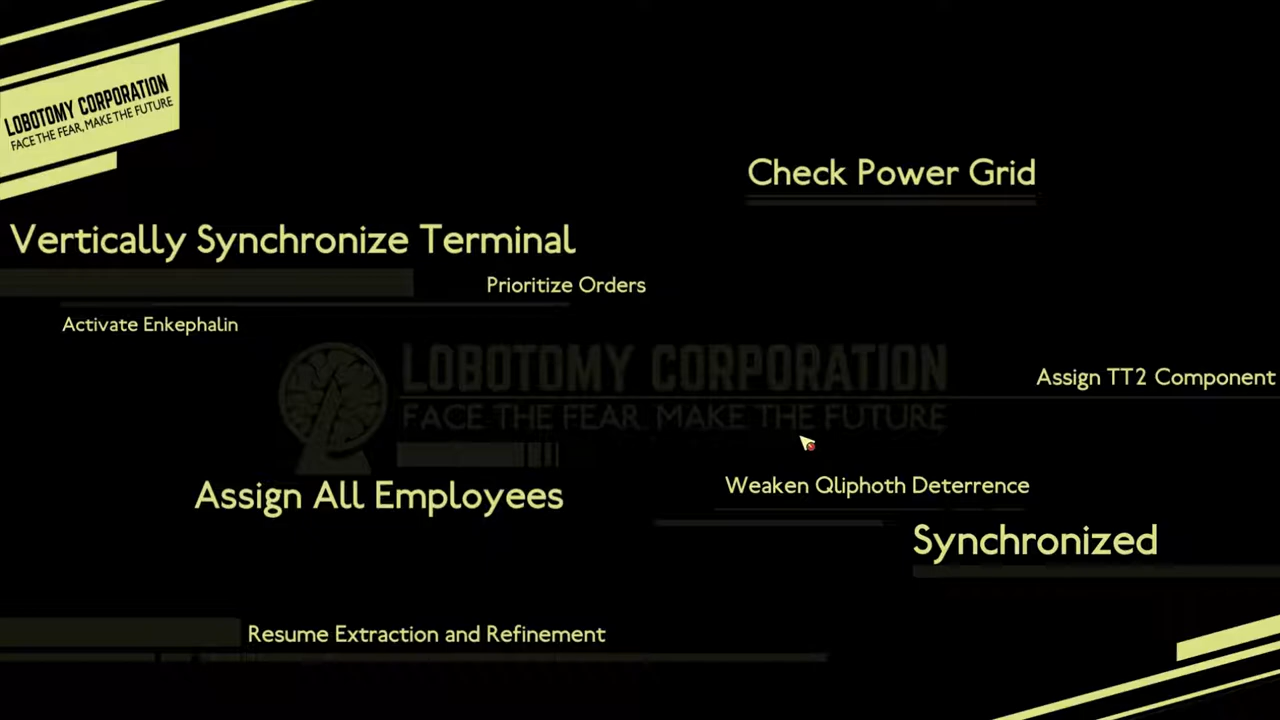 LOBOTOMY CORPORATION
FACE THE FEAR, MAKE THE FUTURE
Check Power Grid
Vertically Synchronize Terminal
Prioritize Orders
Activate Enkephalin
LOBOTOMY CORPORATION
FACE THE FEAR, MAKE THE FUTURE
Assign TT2 Component
Weaken Qliphoth Deterrence
Assign All Employees
Synchronized
Resume Extraction and Refinement